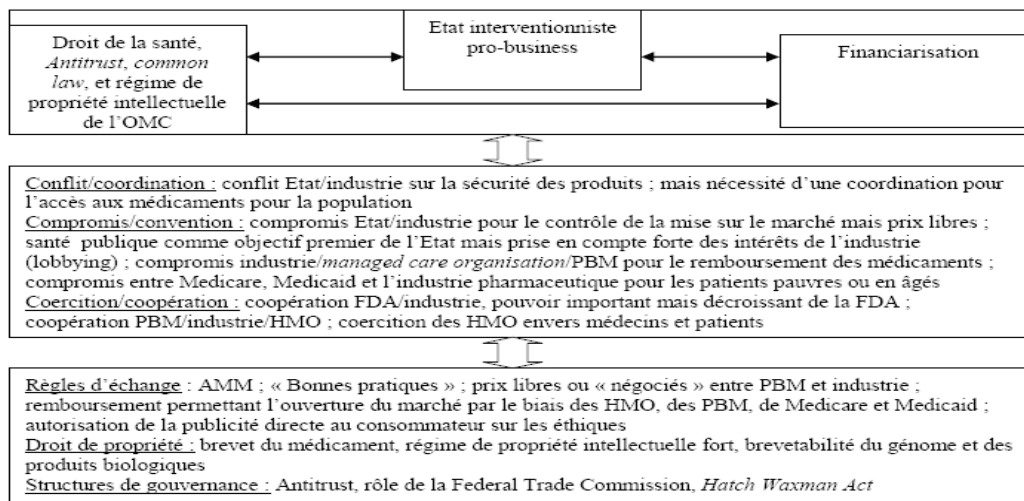 Droit de la santé,
Antitrust, common
law, et régime de
propriété intellectuelle
de l'OMC
Etat interventionniste
pro-business
Financiarisation
Conflit/coordination : conflit Etat/industrie sur la sécurité des produits ; mais nécessité d'une coordination pour
l'accès aux médicaments pour la population
Compromis/convention : compromis Etat/industrie pour le contrôle de la mise sur le marché mais prix libres ;
santé publique comme objectif premier de l'Etat mais prise en compte forte des intérêts de l'industrie
(lobbying) ; compromis industrie/managed care organisation/PBM pour le remboursement des médicaments ;
compromis entre Medicare, Medicaid et l'industrie pharmaceutique pour les patients pauvres ou en âgés
Coercition/coopération : coopération FDA/industrie, pouvoir important mais décroissant de la FDA ;
coopération PBM/industrie/HMO ; coercition des HMO envers médecins et patients
Règles d'échange : AMM ; « Bonnes pratiques » ; prix libres ou « négociés » entre PBM et industrie ;
remboursement permettant l'ouverture du marché par le biais des HMO, des PBM, de Medicare et Medicaid ;
autorisation de la publicité directe au consommateur sur les éthiques
Droit de propriété : brevet du médicament, régime de propriété intellectuelle fort, brevetabilité du génome et des
produits biologiques
Structures de gouvernance : Antitrust, rôle de la Federal Trade Commission, Hatch Waxman Act